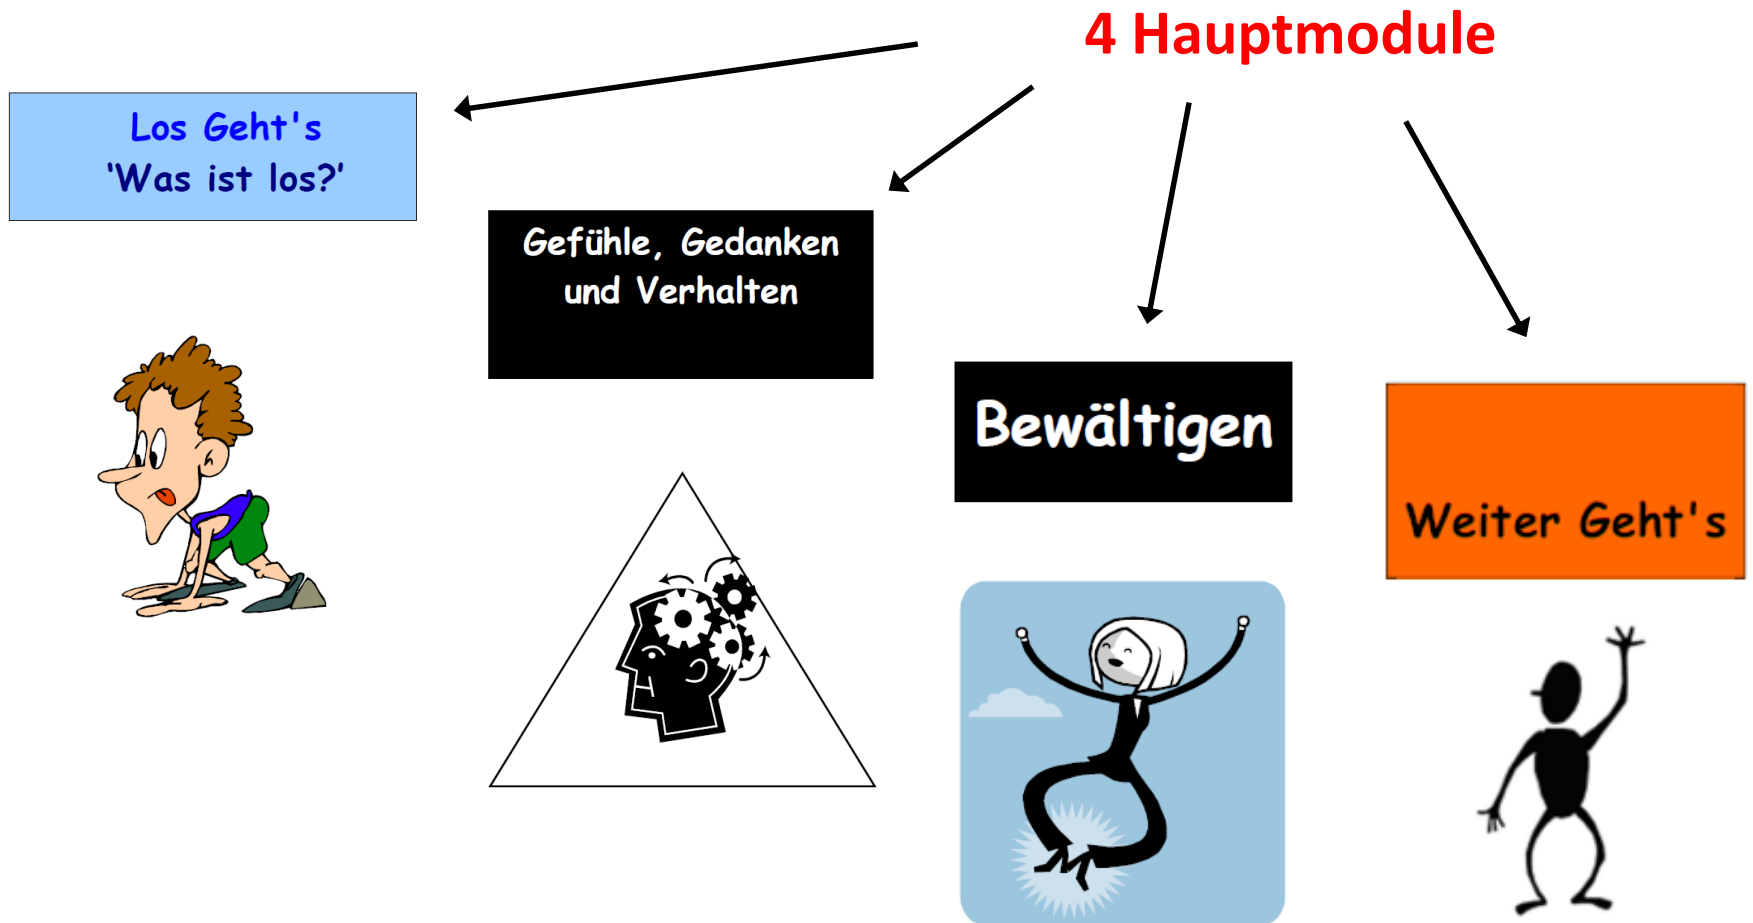 4 Hauptmodule
Los Geht's
‘Was ist los?’
Gefühle, Gedanken
und Verhalten
Bewältigen
Weiter Geht's